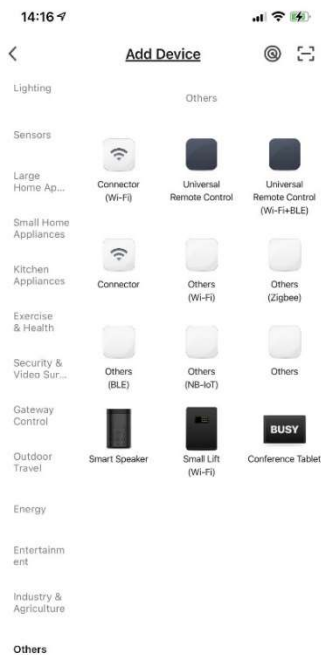 14:16
Add Device
Lighting
Sensors
Large
Home Ap...
Small Home
Appliances
Kitchen
Appliances
Exercise
& Health
Security &
Video Sur...
Gateway
Control
Outdoor
Travel
Energy
Entertainm
ent
Industry &
Agriculture
Others
Others
Connector
(Wi-Fi)
Universal
Remote Control
Universal
Remote Control
(Wi-Fi+BLE)
Connector
Others
(Wi-Fi)
Others
(Zigbee)
Others
(BLE)
Others
(NB-IoT)
Others
Smart Speaker
Small Lift
(Wi-Fi)
BUSY
Conference Tablet